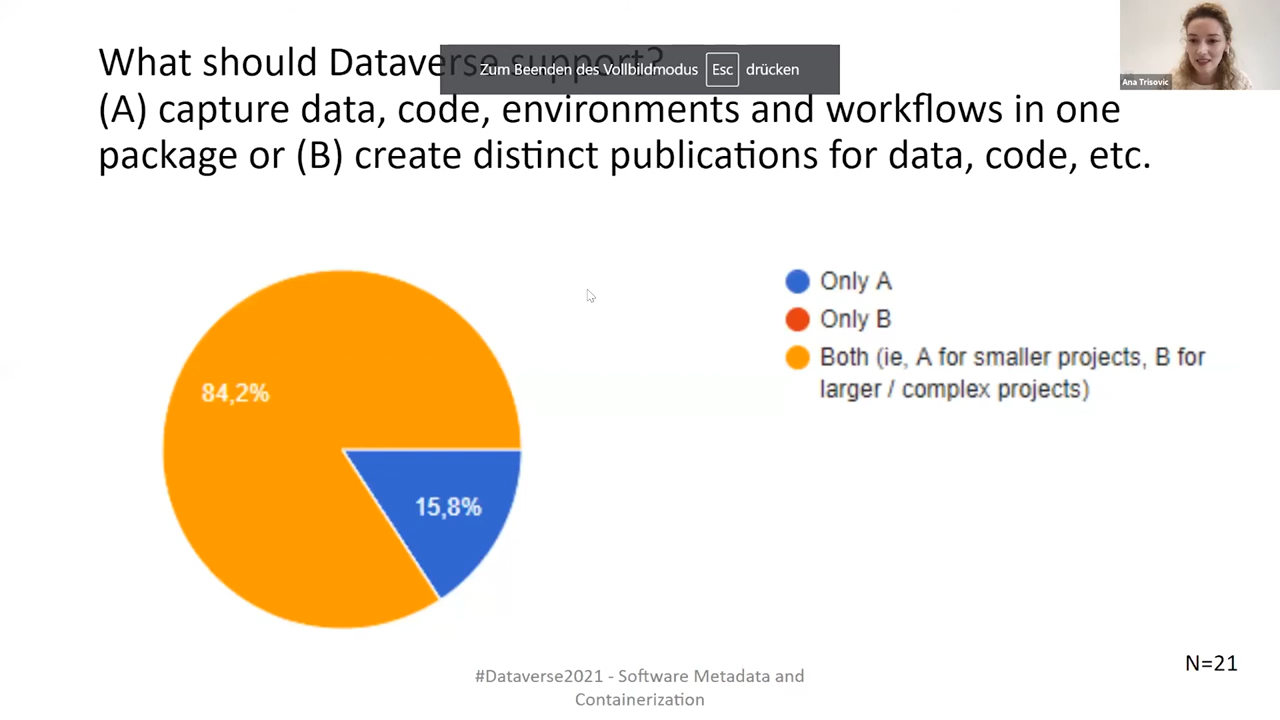 What should Dataverse support?
Zum Beenden des Vollbildmodus Esc drücken
Ana Trisovic
(A) capture data, code, environments and workflows in one
package or (B) create distinct publications for data, code, etc.
Only A
Only B
Both (ie, A for smaller projects, B for
larger / complex projects)
84,2%
15,8%
N=21
#Dataverse2021 - Software Metadata and
Containerization